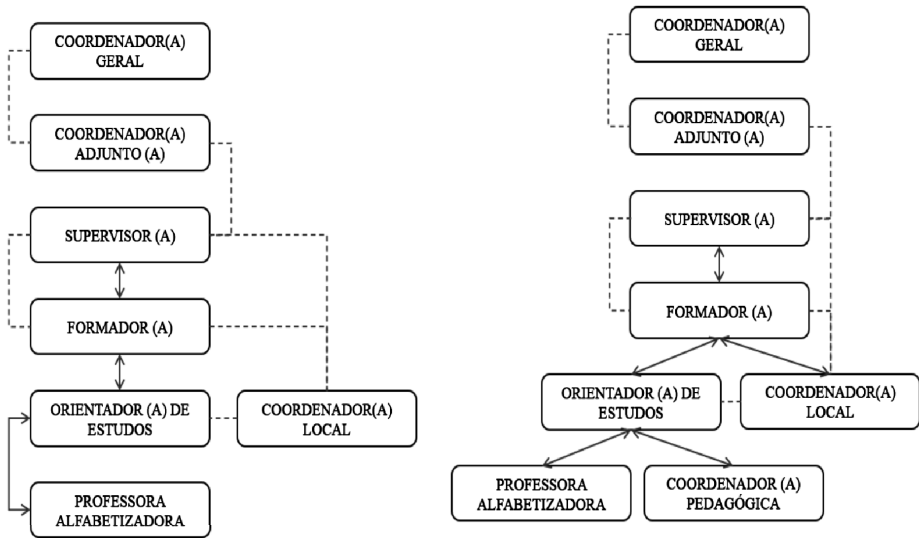 COORDENADOR(A)
GERAL
COORDENADOR(A)
ADJUNTO (A)
SUPERVISOR (A)
FORMADOR (A)
ORIENTADOR (A) DE
ESTUDOS
COORDENADOR(A)
LOCAL
PROFESSORA
ALFABETIZADORA
COORDENADOR(A)
GERAL
COORDENADOR(A)
ADJUNTO (A)
SUPERVISOR (A)
FORMADOR (A)
ORIENTADOR (A) DE
ESTUDOS
COORDENADOR(A)
LOCAL
PROFESSORA
ALFABETIZADORA
COORDENADOR (A)
PEDAGÓGICA